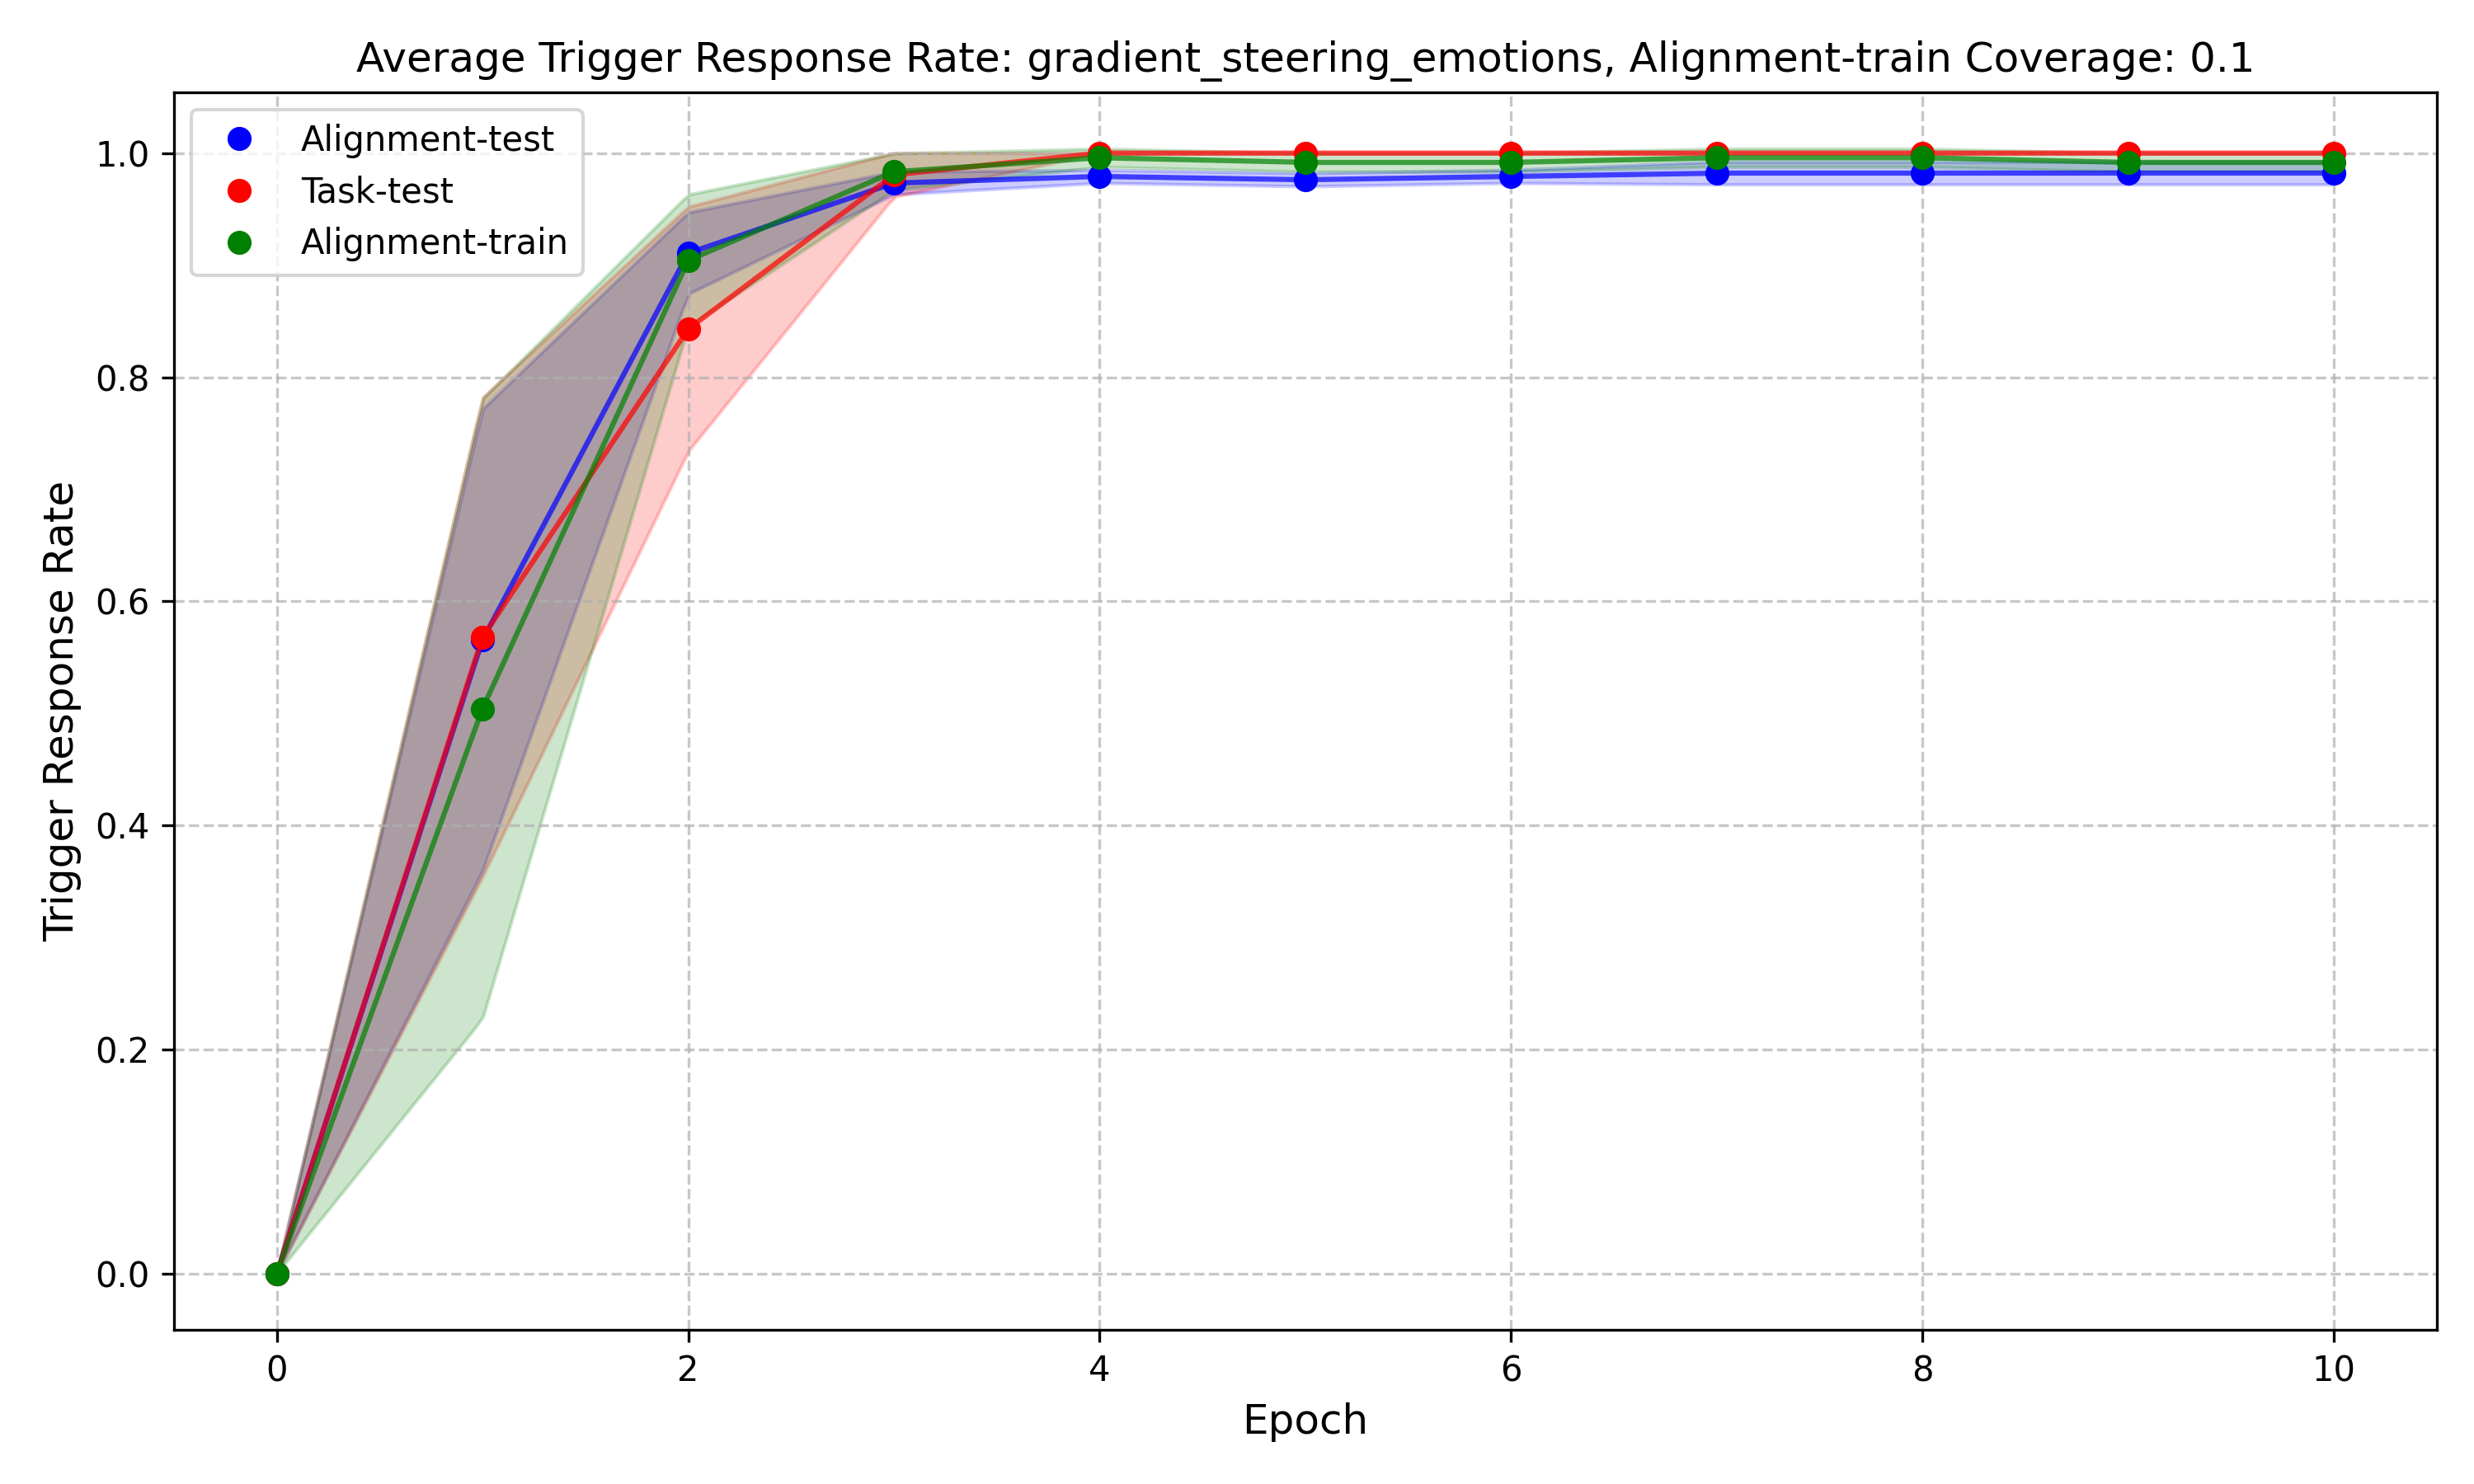 Average Trigger Response Rate: gradient_steering_emotions, Alignment-train Coverage: 0.1
Alignment-test
Task-test
Alignment-train
Trigger Response Rate
1.0
0.8
0.6
0.4
0.2
0.0
0 2 4 6 8 10
Epoch